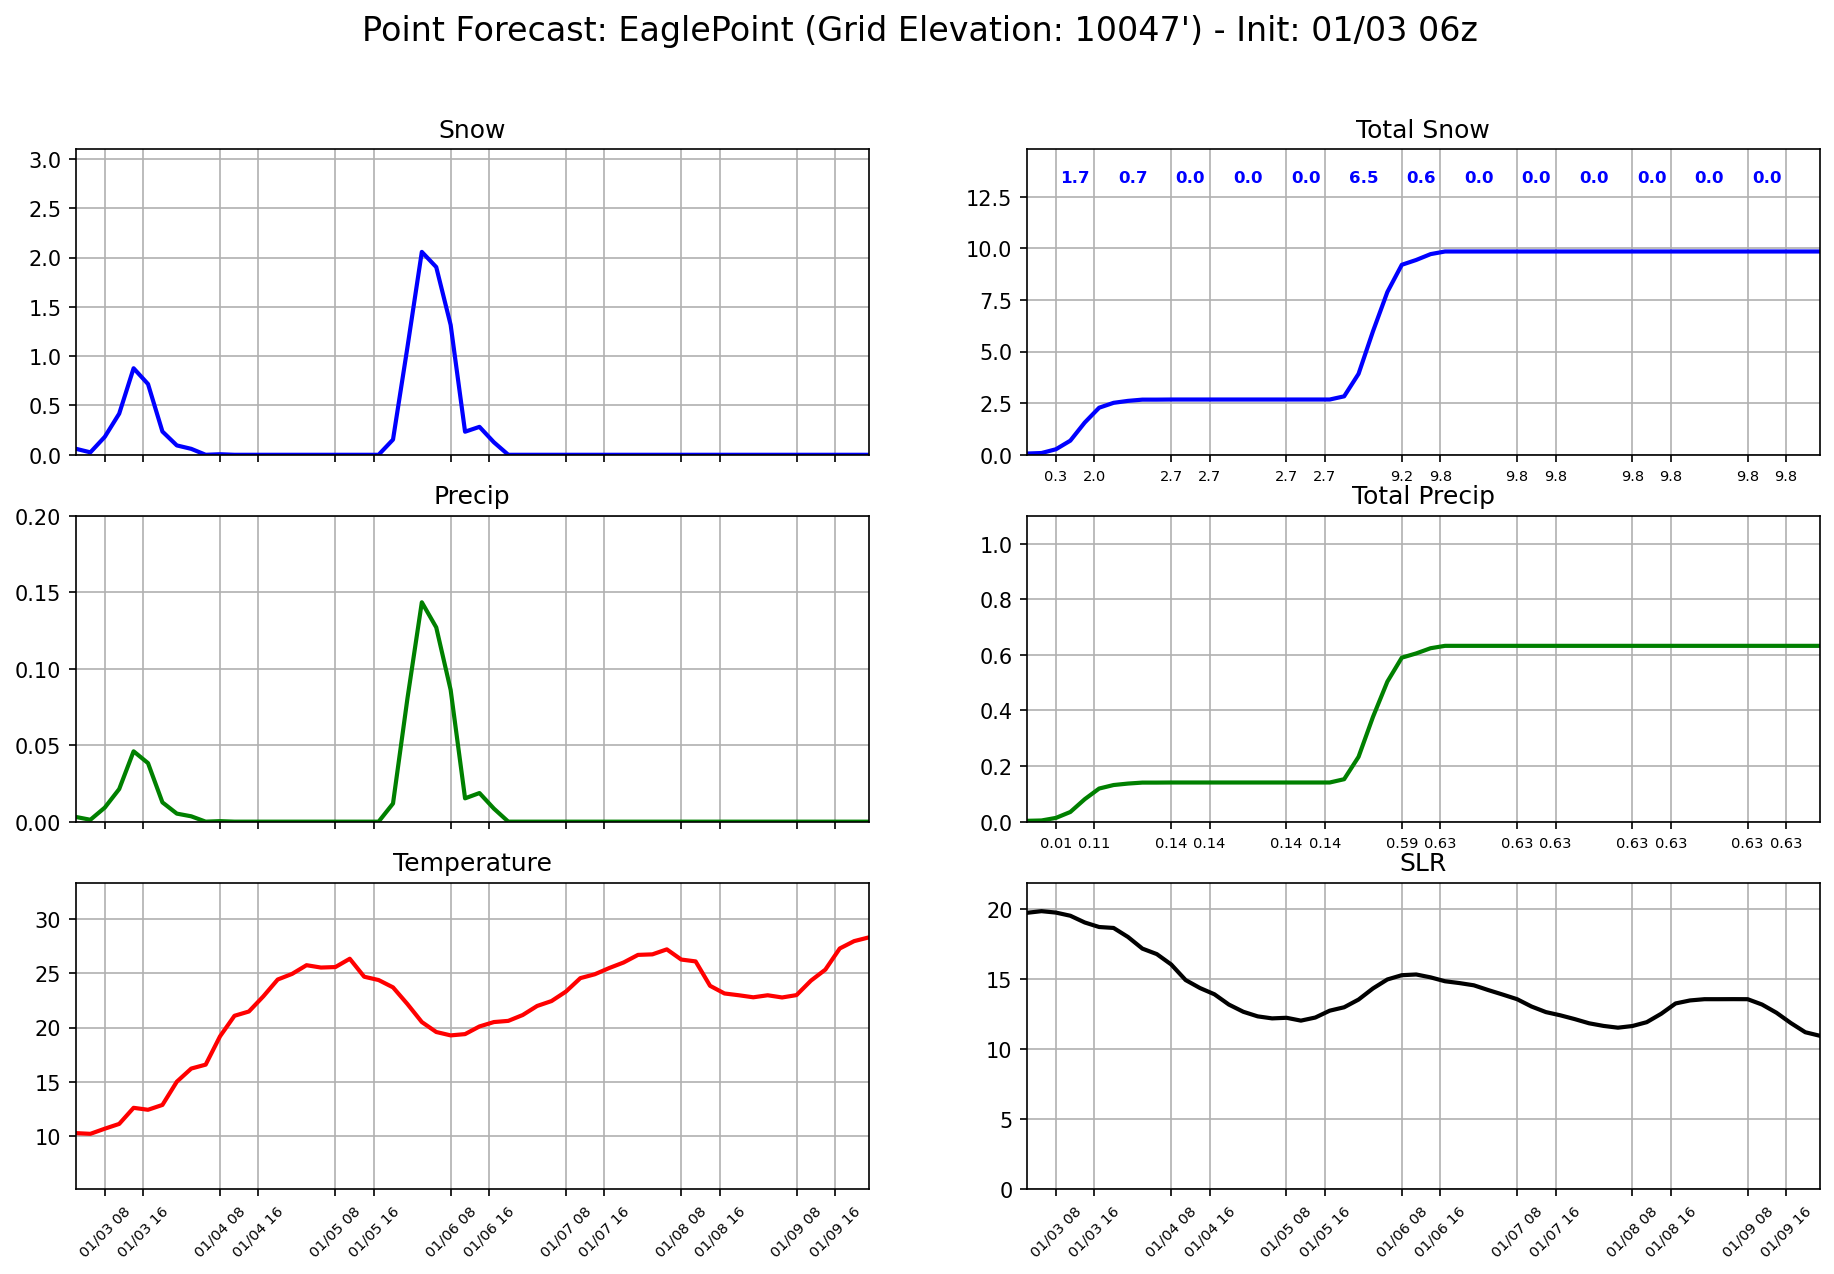 Point Forecast: EaglePoint (Grid Elevation: 10047') - Init: 01/03 06z
Snow
3.0
2.5
2.0
1.5
1.0
0.5
0.0
Total Snow
1.7 0.7 0.0 0.0 0.0 6.5 0.6 0.0 0.0 0.0 0.0 0.0 0.0
12.5
10.0
7.5
5.0
2.5
0.0
0.3 2.0 2.7 2.7 2.7 2.7 9.2 9.8 9.8 9.8 9.8 9.8 9.8 9.8
Precip
0.20
0.15
0.10
0.05
0.00
Total Precip
1.0
0.8
0.6
0.4
0.2
0.0
0.01 0.11 0.14 0.14 0.14 0.14 0.59 0.63 0.63 0.63 0.63 0.63 0.63 0.63
Temperature
30
25
20
15
10
01/03 08 01/03 16 01/04 08 01/04 16 01/05 08 01/05 16 01/06 08 01/06 16 01/07 08 01/07 16 01/08 08 01/08 16 01/09 08 01/09 16
SLR
20
15
10
5
0
01/03 08 01/03 16 01/04 08 01/04 16 01/05 08 01/05 16 01/06 08 01/06 16 01/07 08 01/07 16 01/08 08 01/08 16 01/09 08 01/09 16